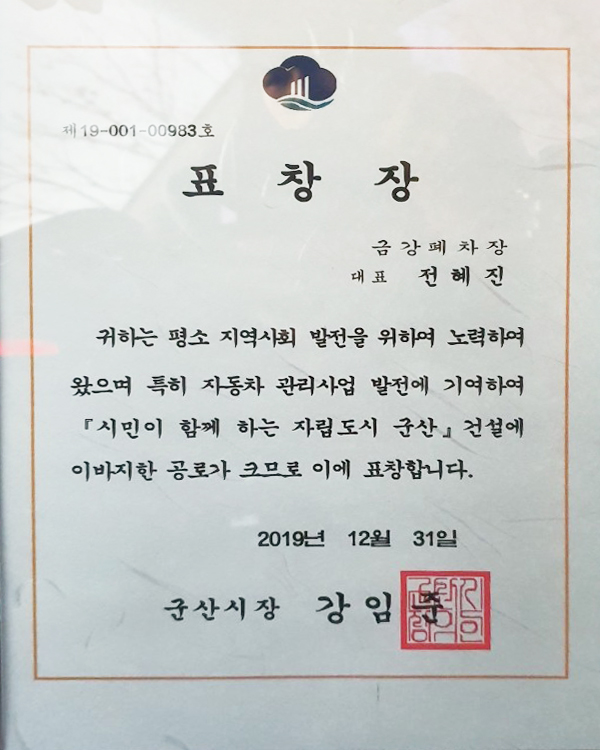 제19-001-00983호
표 창 장
금강폐차장
대표 전혜진
귀하는 평소 지역사회 발전을 위하여 노력하여
왔으며 특히 자동차 관리사업 발전에 기여하여
『시민이 함께 하는 자립도시 군산』건설에
이바지한 공로가 크므로 이에 표창합니다.
2019년 12월 31일
군산시장 강임준